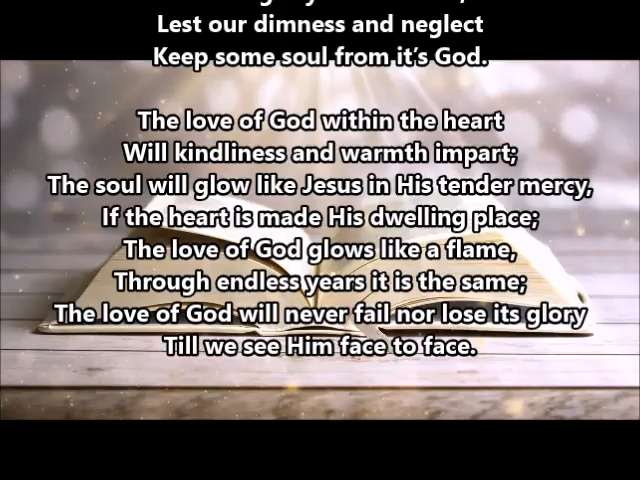 Lest our dimness and neglect
Keep some soul from it's God.
The love of God within the heart
Will kindliness and warmth impart;
The soul will glow like Jesus in His tender mercy,
If the heart is made His dwelling place;
The love of God glows like a flame,
Through endless years it is the same;
The love of God will never fail nor lose its glory
Till we see Him face to face.